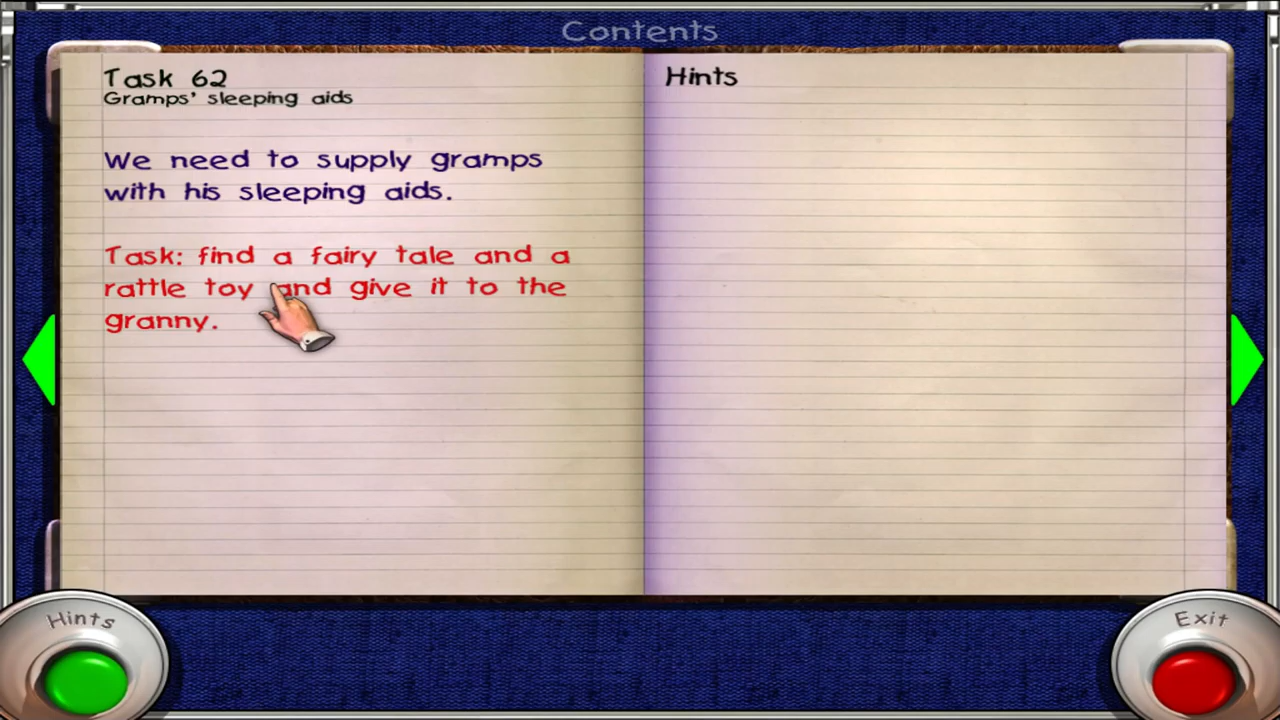 Contents
Task 62
Gramps' sleeping aids
We need to supply gramps
with his sleeping aids.
Task: find a fairy tale and a
rattle toy and give it to the
granny.
Hints
Hints
Exit